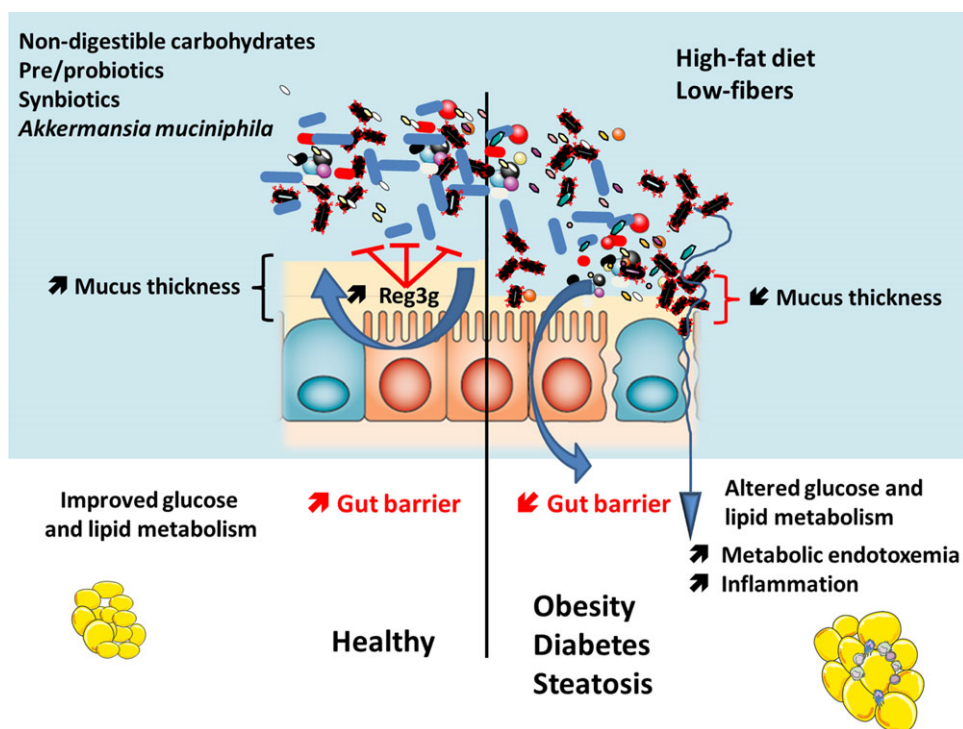 Non-digestible carbohydrates
Pre/probiotics
Synbiotics
Akkermansia muciniphila
High-fat diet
Low-fibers
Mucus thickness
Reg3g
Mucus thickness
Improved glucose
and lipid metabolism
Gut barrier
Gut barrier
Altered glucose and
lipid metabolism
Metabolic endotoxemia
Inflammation
Healthy
Obesity
Diabetes
Steatosis